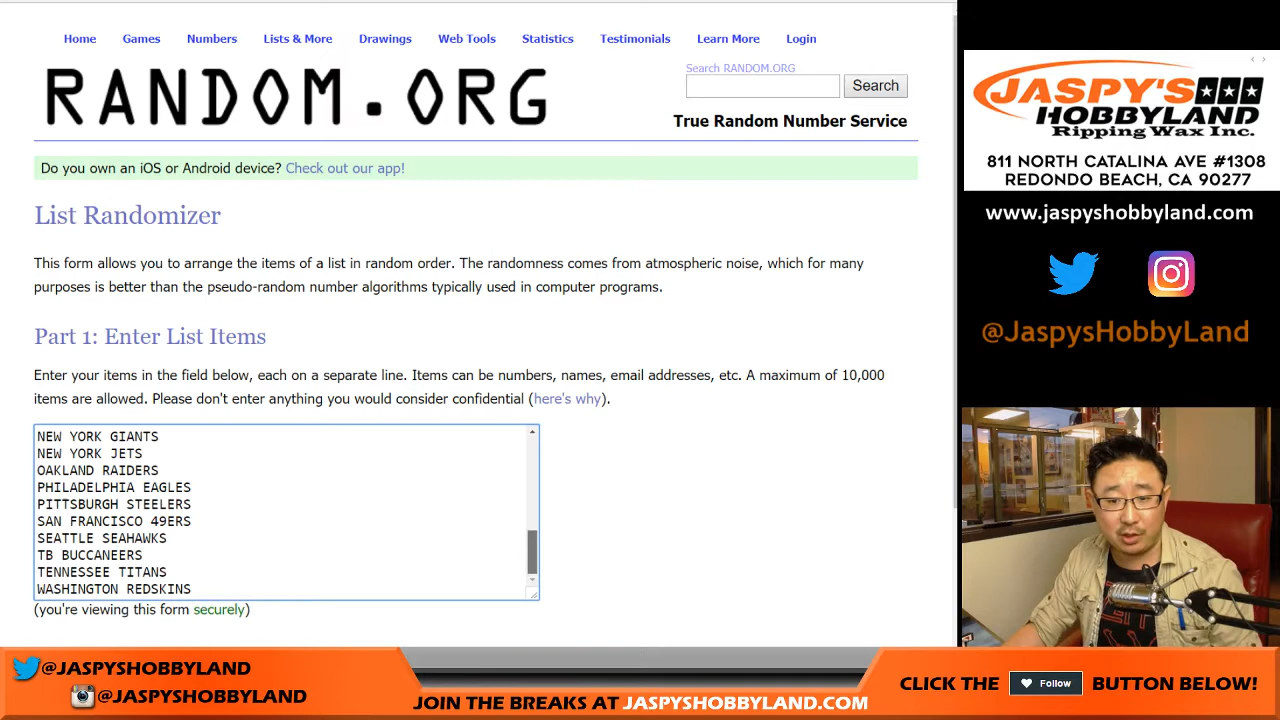 Home Games Numbers Lists & More Drawings Web Tools Statistics Testimonials Learn More Login
RANDOM.ORG
Search RANDOM.ORG
Search
True Random Number Service
Do you own an iOS or Android device? Check out our app!
List Randomizer
This form allows you to arrange the items of a list in random order. The randomness comes from atmospheric noise, which for many
purposes is better than the pseudo-random number algorithms typically used in computer programs.
Part 1: Enter List Items
Enter your items in the field below, each on a separate line. Items can be numbers, names, email addresses, etc. A maximum of 10,000
items are allowed. Please don't enter anything you would consider confidential (here's why).
NEW YORK GIANTS
NEW YORK JETS
OAKLAND RAIDERS
PHILADELPHIA EAGLES
PITTSBURGH STEELERS
SAN FRANCISCO 49ERS
SEATTLE SEAHAWKS
TB BUCCANEERS
TENNESSEE TITANS
WASHINGTON REDSKINS
(you're viewing this form securely)
JASPY'S
HOBBYLAND
Ripping Wax Inc.
811 NORTH CATALINA AVE #1308
REDONDO BEACH, CA 90277
www.jaspyshobbyland.com
@JaspysHobbyLand
@JASPYSHOBBYLAND
@JASPYSHOBBYLAND
JOIN THE BREAKS AT JASPYSHOBBYLAND.COM
CLICK THE Follow BUTTON BELOW!